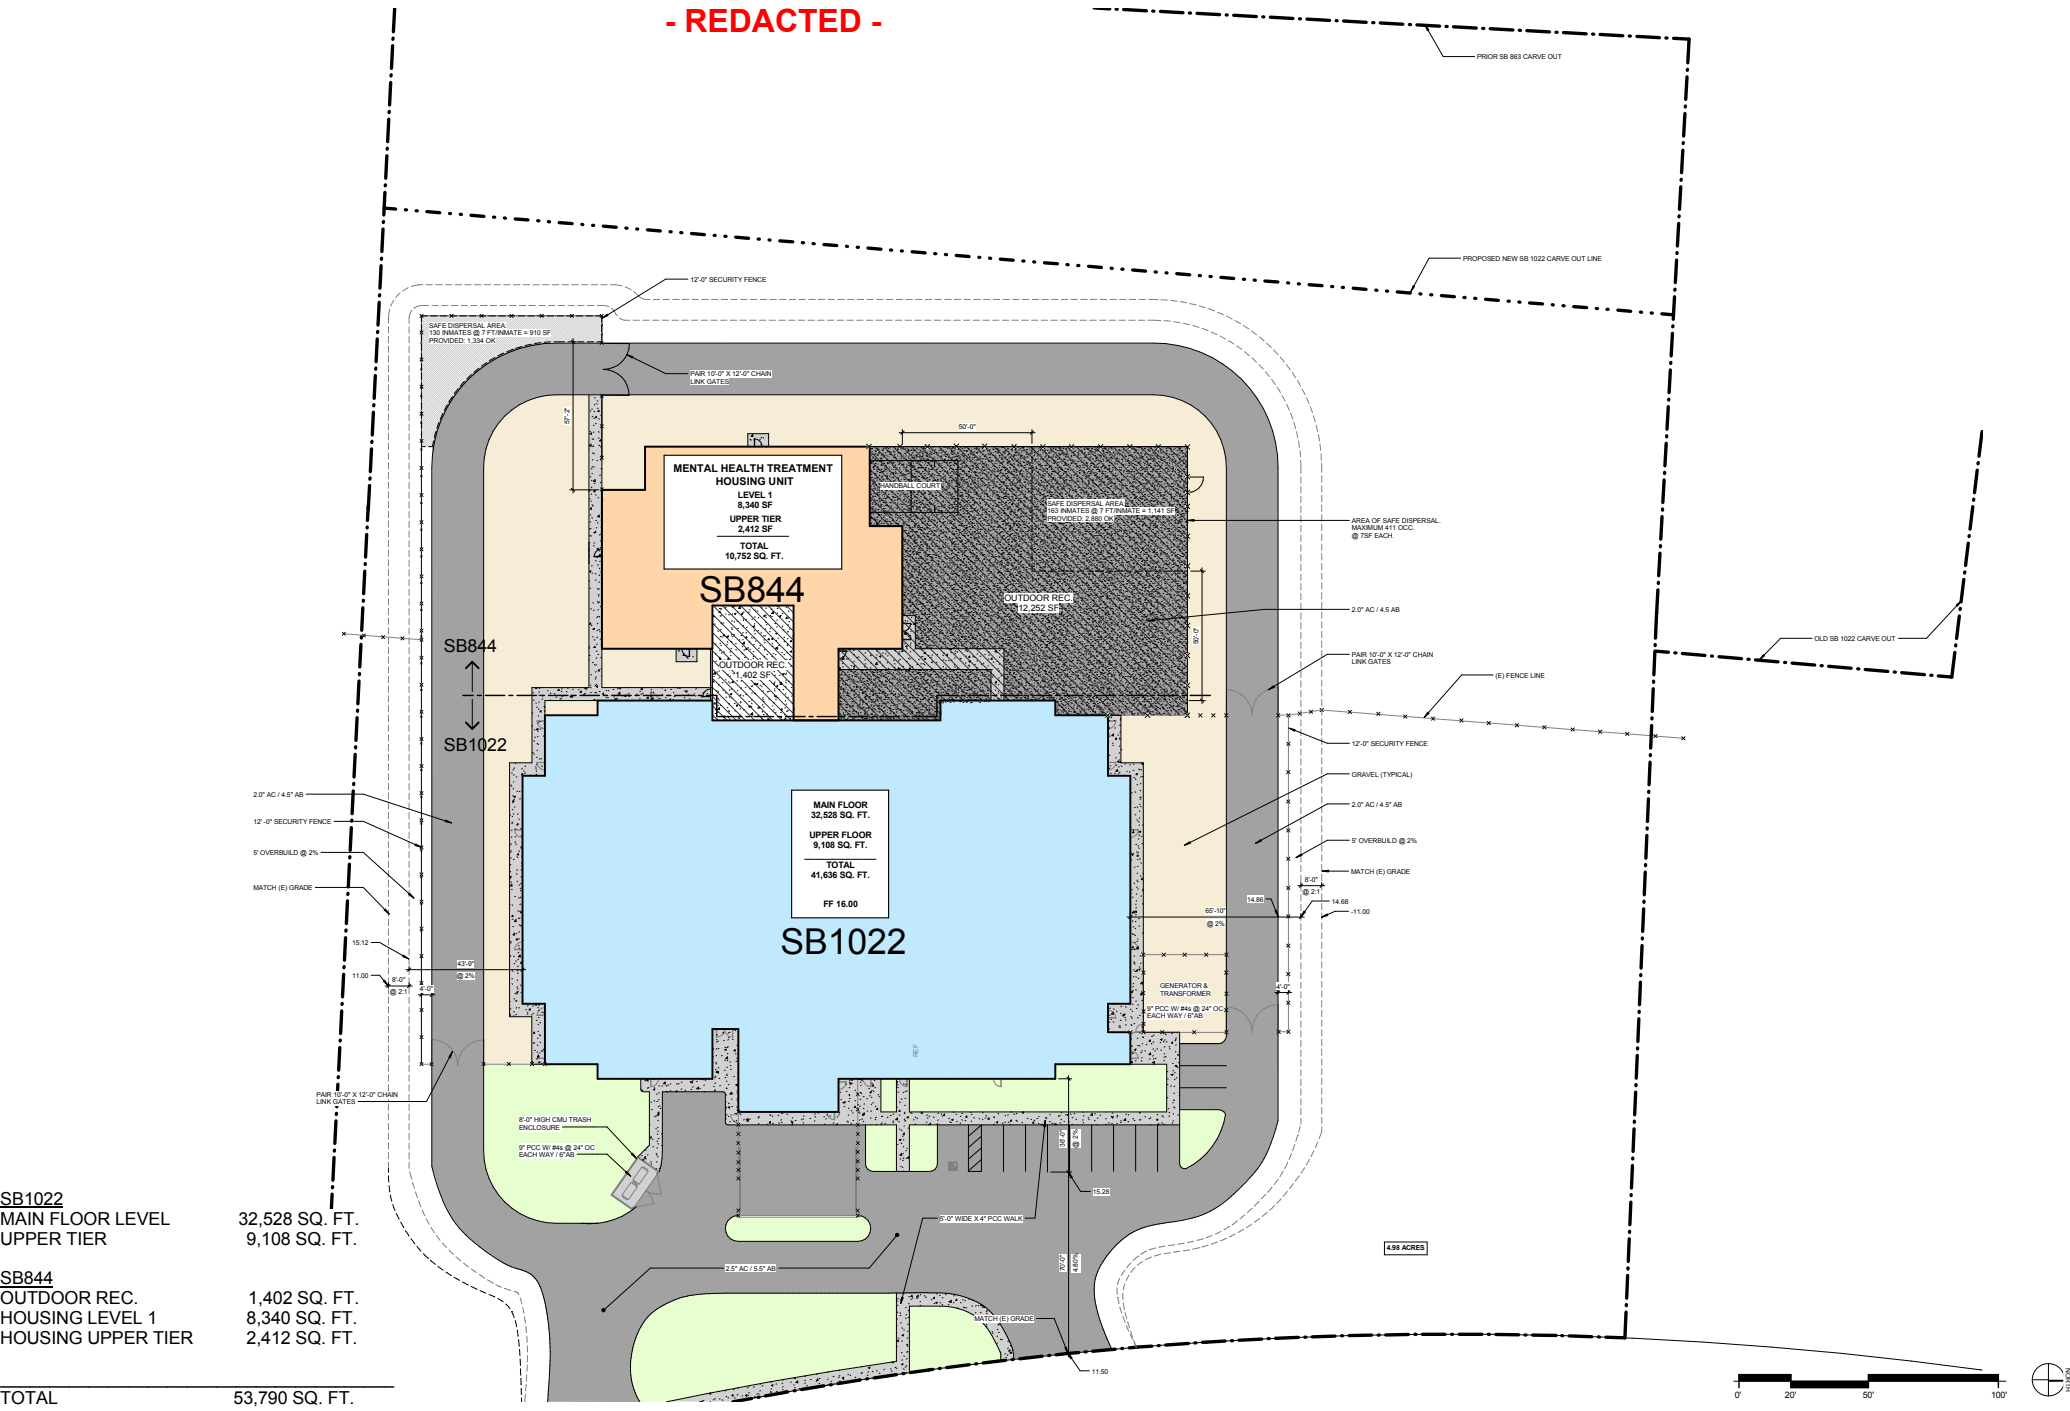 - REDACTED -
PRIOR SB 863 CARVE OUT
PROPOSED NEW SB 1022 CARVE OUT LINE
12'-0" SECURITY FENCE
SAFE DISPERSAL AREA:
130 INMATES @ 7 FT/INMATE = 910 SF
PROVIDED: 1,334 OK
PAIR 10'-0" X 12'-0" CHAIN
LINK GATES
57'-2"
50'-0"
MENTAL HEALTH TREATMENT
HOUSING UNIT
LEVEL 1
8,340 SF
UPPER TIER
2,412 SF
TOTAL
10,752 SQ. FT.
SB844
HANDBALL COURT
SAFE DISPERSAL AREA:
163 INMATES @ 7 FT/INMATE = 1,141 SF
PROVIDED: 2,880 OK
AREA OF SAFE DISPERSAL.
MAXIMUM 411 OCC.
@ 7SF EACH.
OUTDOOR REC.
12,252 SF
2.0" AC / 4.5 AB
50'-0"
OUTDOOR REC.
1,402 SF
SB844
SB1022
OLD SB 1022 CARVE OUT
PAIR 10'-0" X 12'-0" CHAIN
LINK GATES
(E) FENCE LINE
12'-0" SECURITY FENCE
GRAVEL (TYPICAL)
2.0" AC / 4.5" AB
5' OVERBUILD @ 2%
MATCH (E) GRADE
8'-0"
@ 2:1
14.86
14.68
-11.00
65'-10"
@ 2%
2.0" AC / 4.5" AB
12' -0" SECURITY FENCE
5' OVERBUILD @ 2%
MATCH (E) GRADE
15.12
11.00
8'-0"
@ 2:1
4'-0"
43'-9"
@ 2%
MAIN FLOOR
32,528 SQ. FT.
UPPER FLOOR
9,108 SQ. FT.
TOTAL
41,636 SQ. FT.
FF 16.00
SB1022
GENERATOR &
TRANSFORMER
9" PCC W/ #4s @ 24" OC
EACH WAY / 6"AB
4'-0"
REF
PAIR 10'-0" X 12'-0" CHAIN
LINK GATES
8'-0" HIGH CMU TRASH
ENCLOSURE
9" PCC W/ #4s @ 24" OC
EACH WAY / 6"AB
@ 2%
15.28
5'-0" WIDE X 4" PCC WALK
2.5" AC / 5.5" AB
70'-0"
4.80%
MATCH (E) GRADE
11.50
4.98 ACRES
SB1022
MAIN FLOOR LEVEL 32,528 SQ. FT.
UPPER TIER 9,108 SQ. FT.
SB844
OUTDOOR REC. 1,402 SQ. FT.
HOUSING LEVEL 1 8,340 SQ. FT.
HOUSING UPPER TIER 2,412 SQ. FT.
TOTAL 53,790 SQ. FT.
0' 20' 50' 100'
NORTH